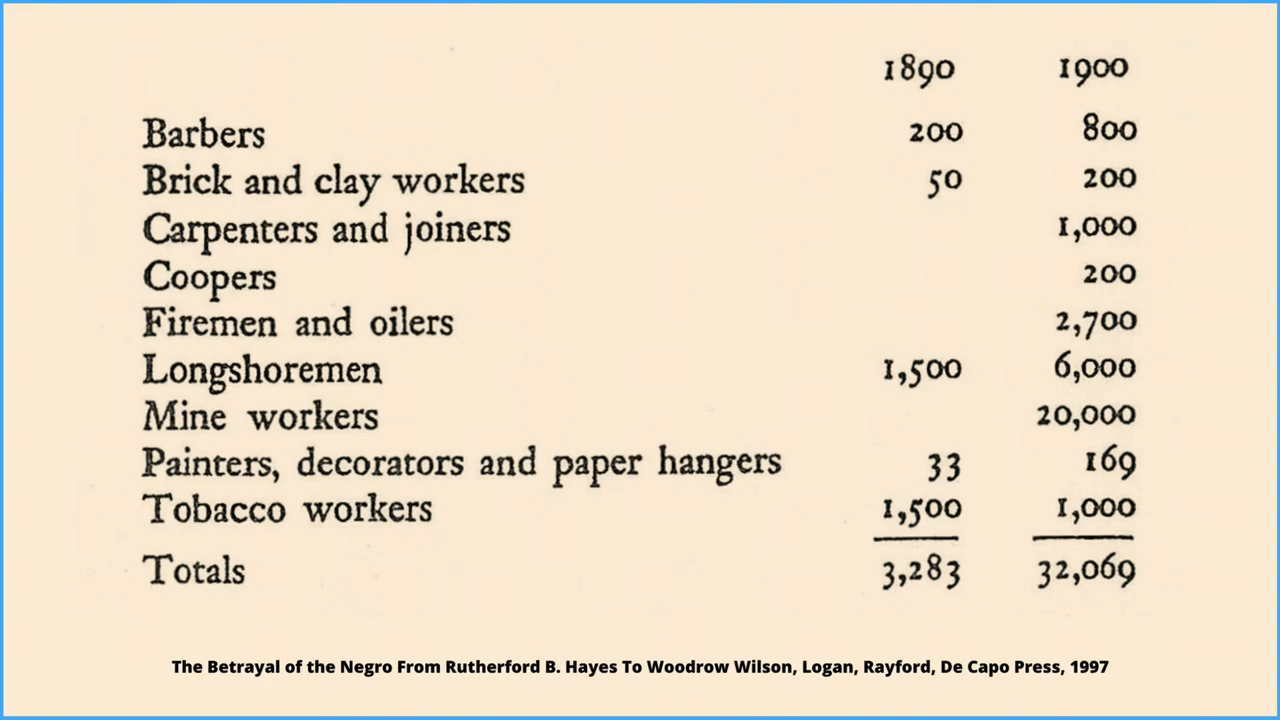 1890 1900
Barbers 200 800
Brick and clay workers 50 200
Carpenters and joiners 1,000
Coopers 200
Firemen and oilers 2,700
Longshoremen 1,500 6,000
Mine workers 20,000
Painters, decorators and paper hangers 33 169
Tobacco workers 1,500 1,000
Totals 3,283 32,069
The Betrayal of the Negro From Rutherford B. Hayes To Woodrow Wilson, Logan, Rayford, De Capo Press, 1997